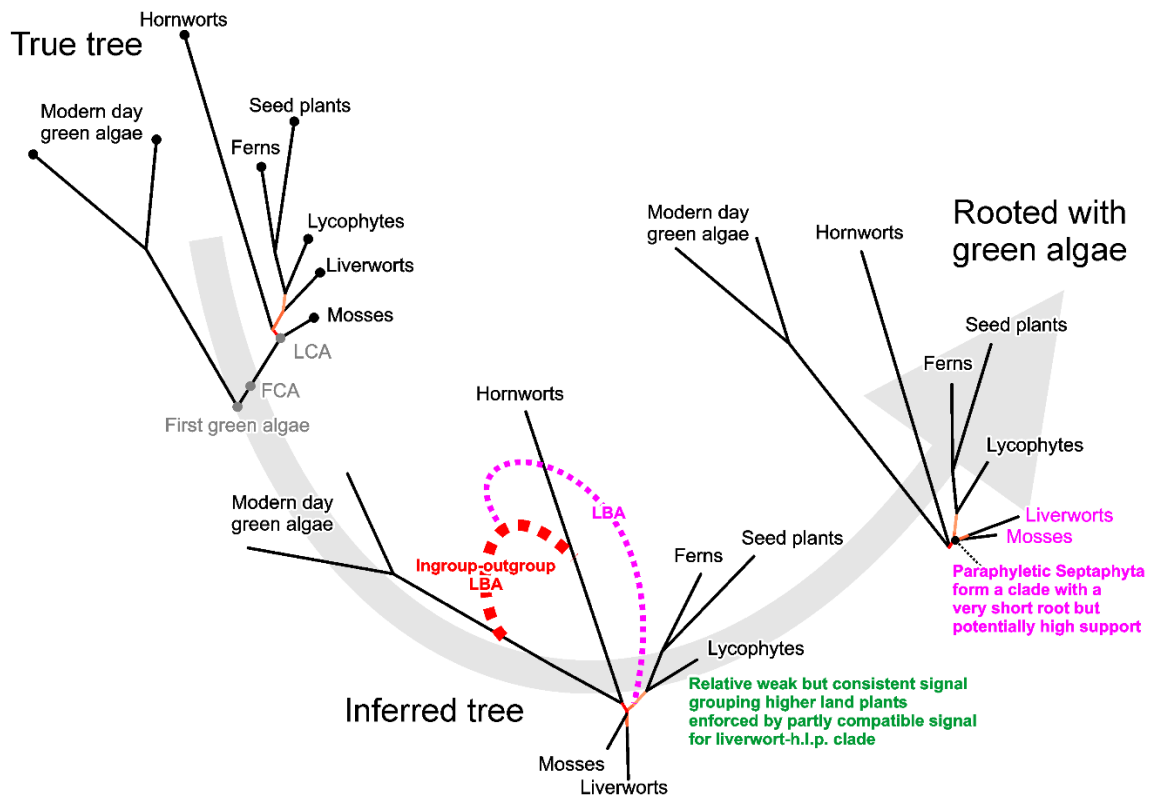 True tree
Hornworts
Modern day
green algae
Seed plants
Ferns
Lycophytes
Liverworts
Mosses
LCA
FCA
First green algae
Inferred tree
Modern day
green algae
Hornworts
Ingroup-outgroup
LBA
LBA
Ferns
Seed plants
Lycophytes
Relative weak but consistent signal
grouping higher land plants
enforced by partly compatible signal
for liverwort-h.l.p. clade
Mosses
Liverworts
Rooted with
green algae
Modern day
green algae
Hornworts
Seed plants
Ferns
Lycophytes
Liverworts
Mosses
Paraphyletic Septaphyta
form a clade with a
very short root but
potentially high support